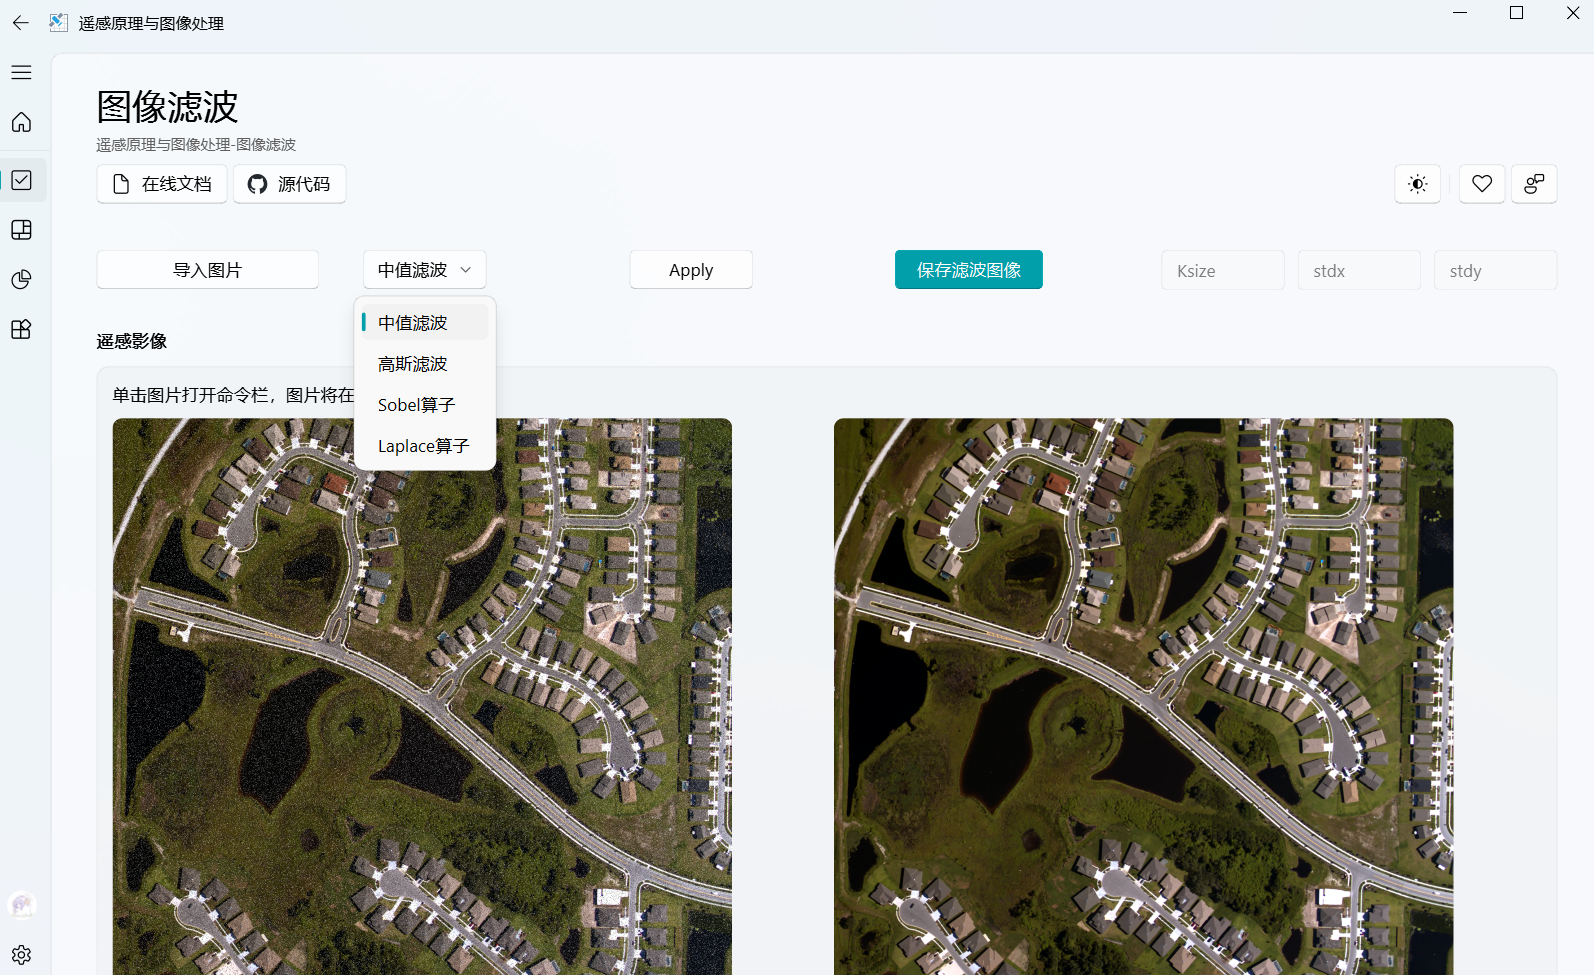 遥感原理与图像处理
图像滤波
遥感原理与图像处理-图像滤波
在线文档
源代码
导入图片
中值滤波
Apply
保存滤波图像
Ksize
stdx
stdy
中值滤波
高斯滤波
Sobel算子
Laplace算子
遥感影像
单击图片打开命令栏，图片将在